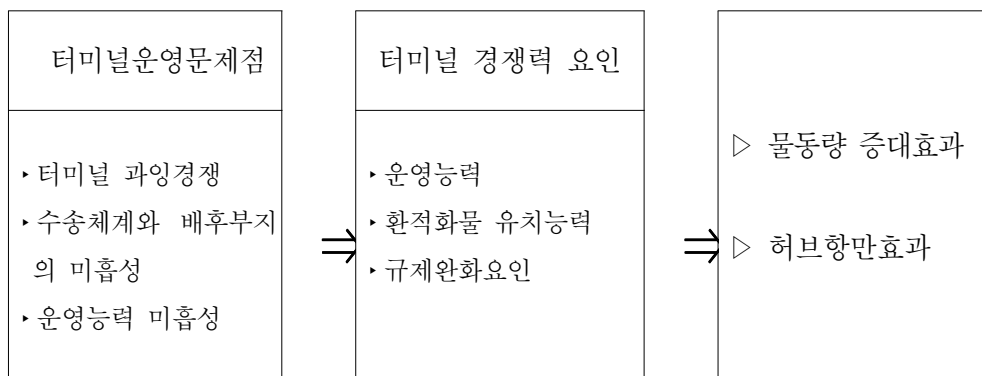 터미널운영문제점
‣터미널 과잉경쟁
‣수송체계와 배후부지
의 미흡성
‣운영능력 미흡성
⇒
터미널 경쟁력 요인
‣운영능력
‣환적화물 유치능력
‣규제완화요인
⇒
▷ 물동량 증대효과
▷ 허브항만효과